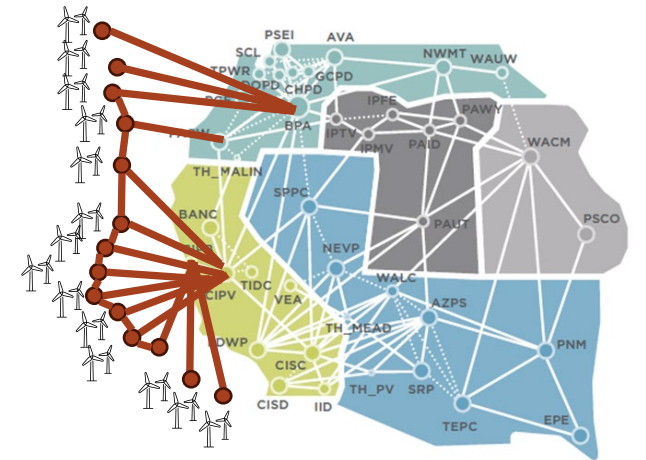 PSEI
AVA
SCL
NWMT
WAUW
TPWR
GCPD
DOPD
CHPD
IPFE
PAWY
BPA
IPTV
IPMV
PAID
WACM
TH_MALIN
SPPC
BANC
PAUT
PSCO
NEVP
TIDC
WALC
CIPV
VEA
AZPS
TH_MEAD
LDWP
PNM
CISC
TH_PV
SRP
CISD
IID
TEPC
EPE